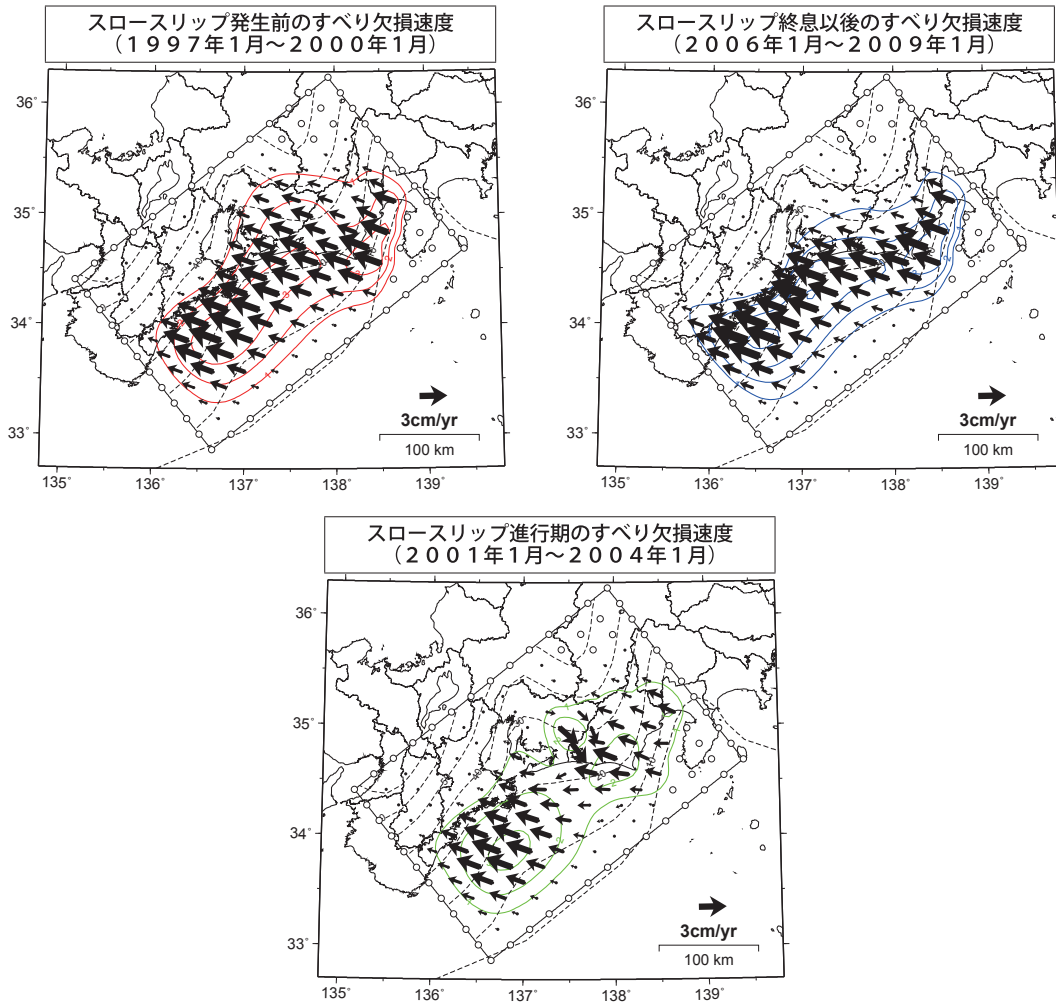 スロースリップ発生前のすべり欠損速度
（１９９７年１月〜２０００年１月）
36˚
35˚
34˚
33˚
3cm/yr
100 km
135˚
136˚
137˚
138˚
139˚
スロースリップ終息以後のすべり欠損速度
（２００６年１月〜２００９年１月）
36˚
35˚
34˚
33˚
3cm/yr
100 km
135˚
136˚
137˚
138˚
139˚
スロースリップ進行期のすべり欠損速度
（２００１年１月〜２００４年１月）
36˚
35˚
34˚
33˚
3cm/yr
100 km
135˚
136˚
137˚
138˚
139˚